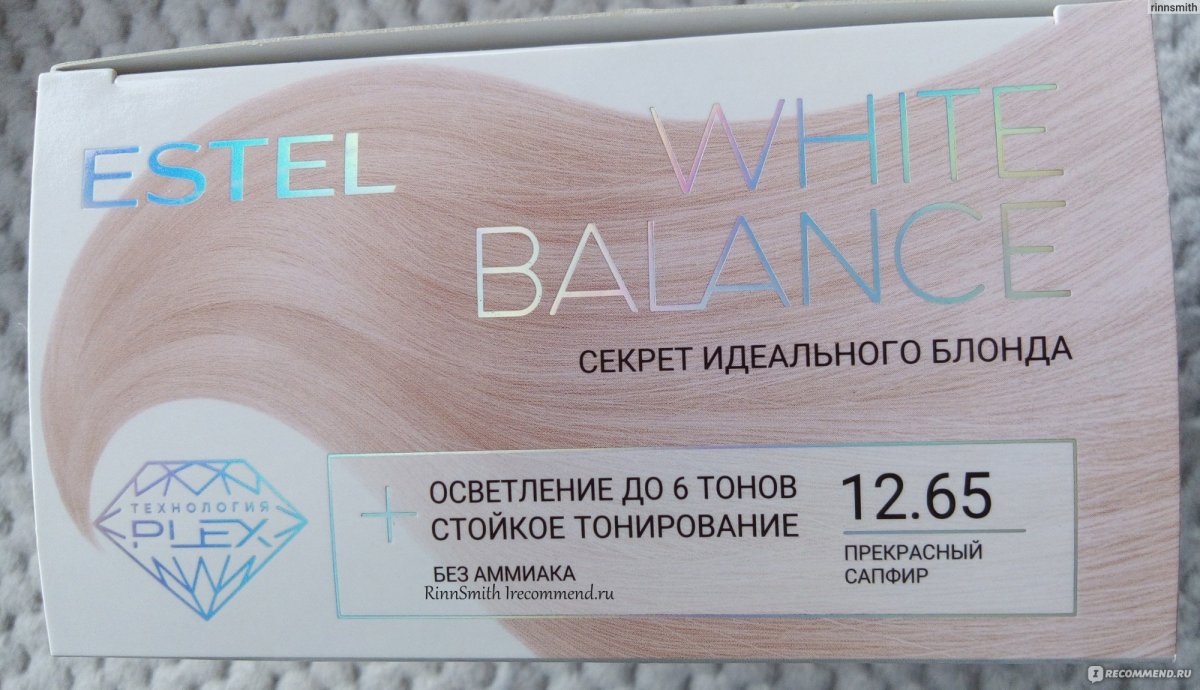 rinnsmith
ESTEL
WHITE
BALANCE
СЕКРЕТ ИДЕАЛЬНОГО БЛОНДА
ТЕХНОЛОГИЯ
PLEX
ОСВЕТЛЕНИЕ ДО 6 ТОНОВ
СТОЙКОЕ ТОНИРОВАНИЕ
БЕЗ АММИАКА
12.65
ПРЕКРАСНЫЙ
САПФИР
RinnSmith Irecommend.ru
I RECOMMEND.RU